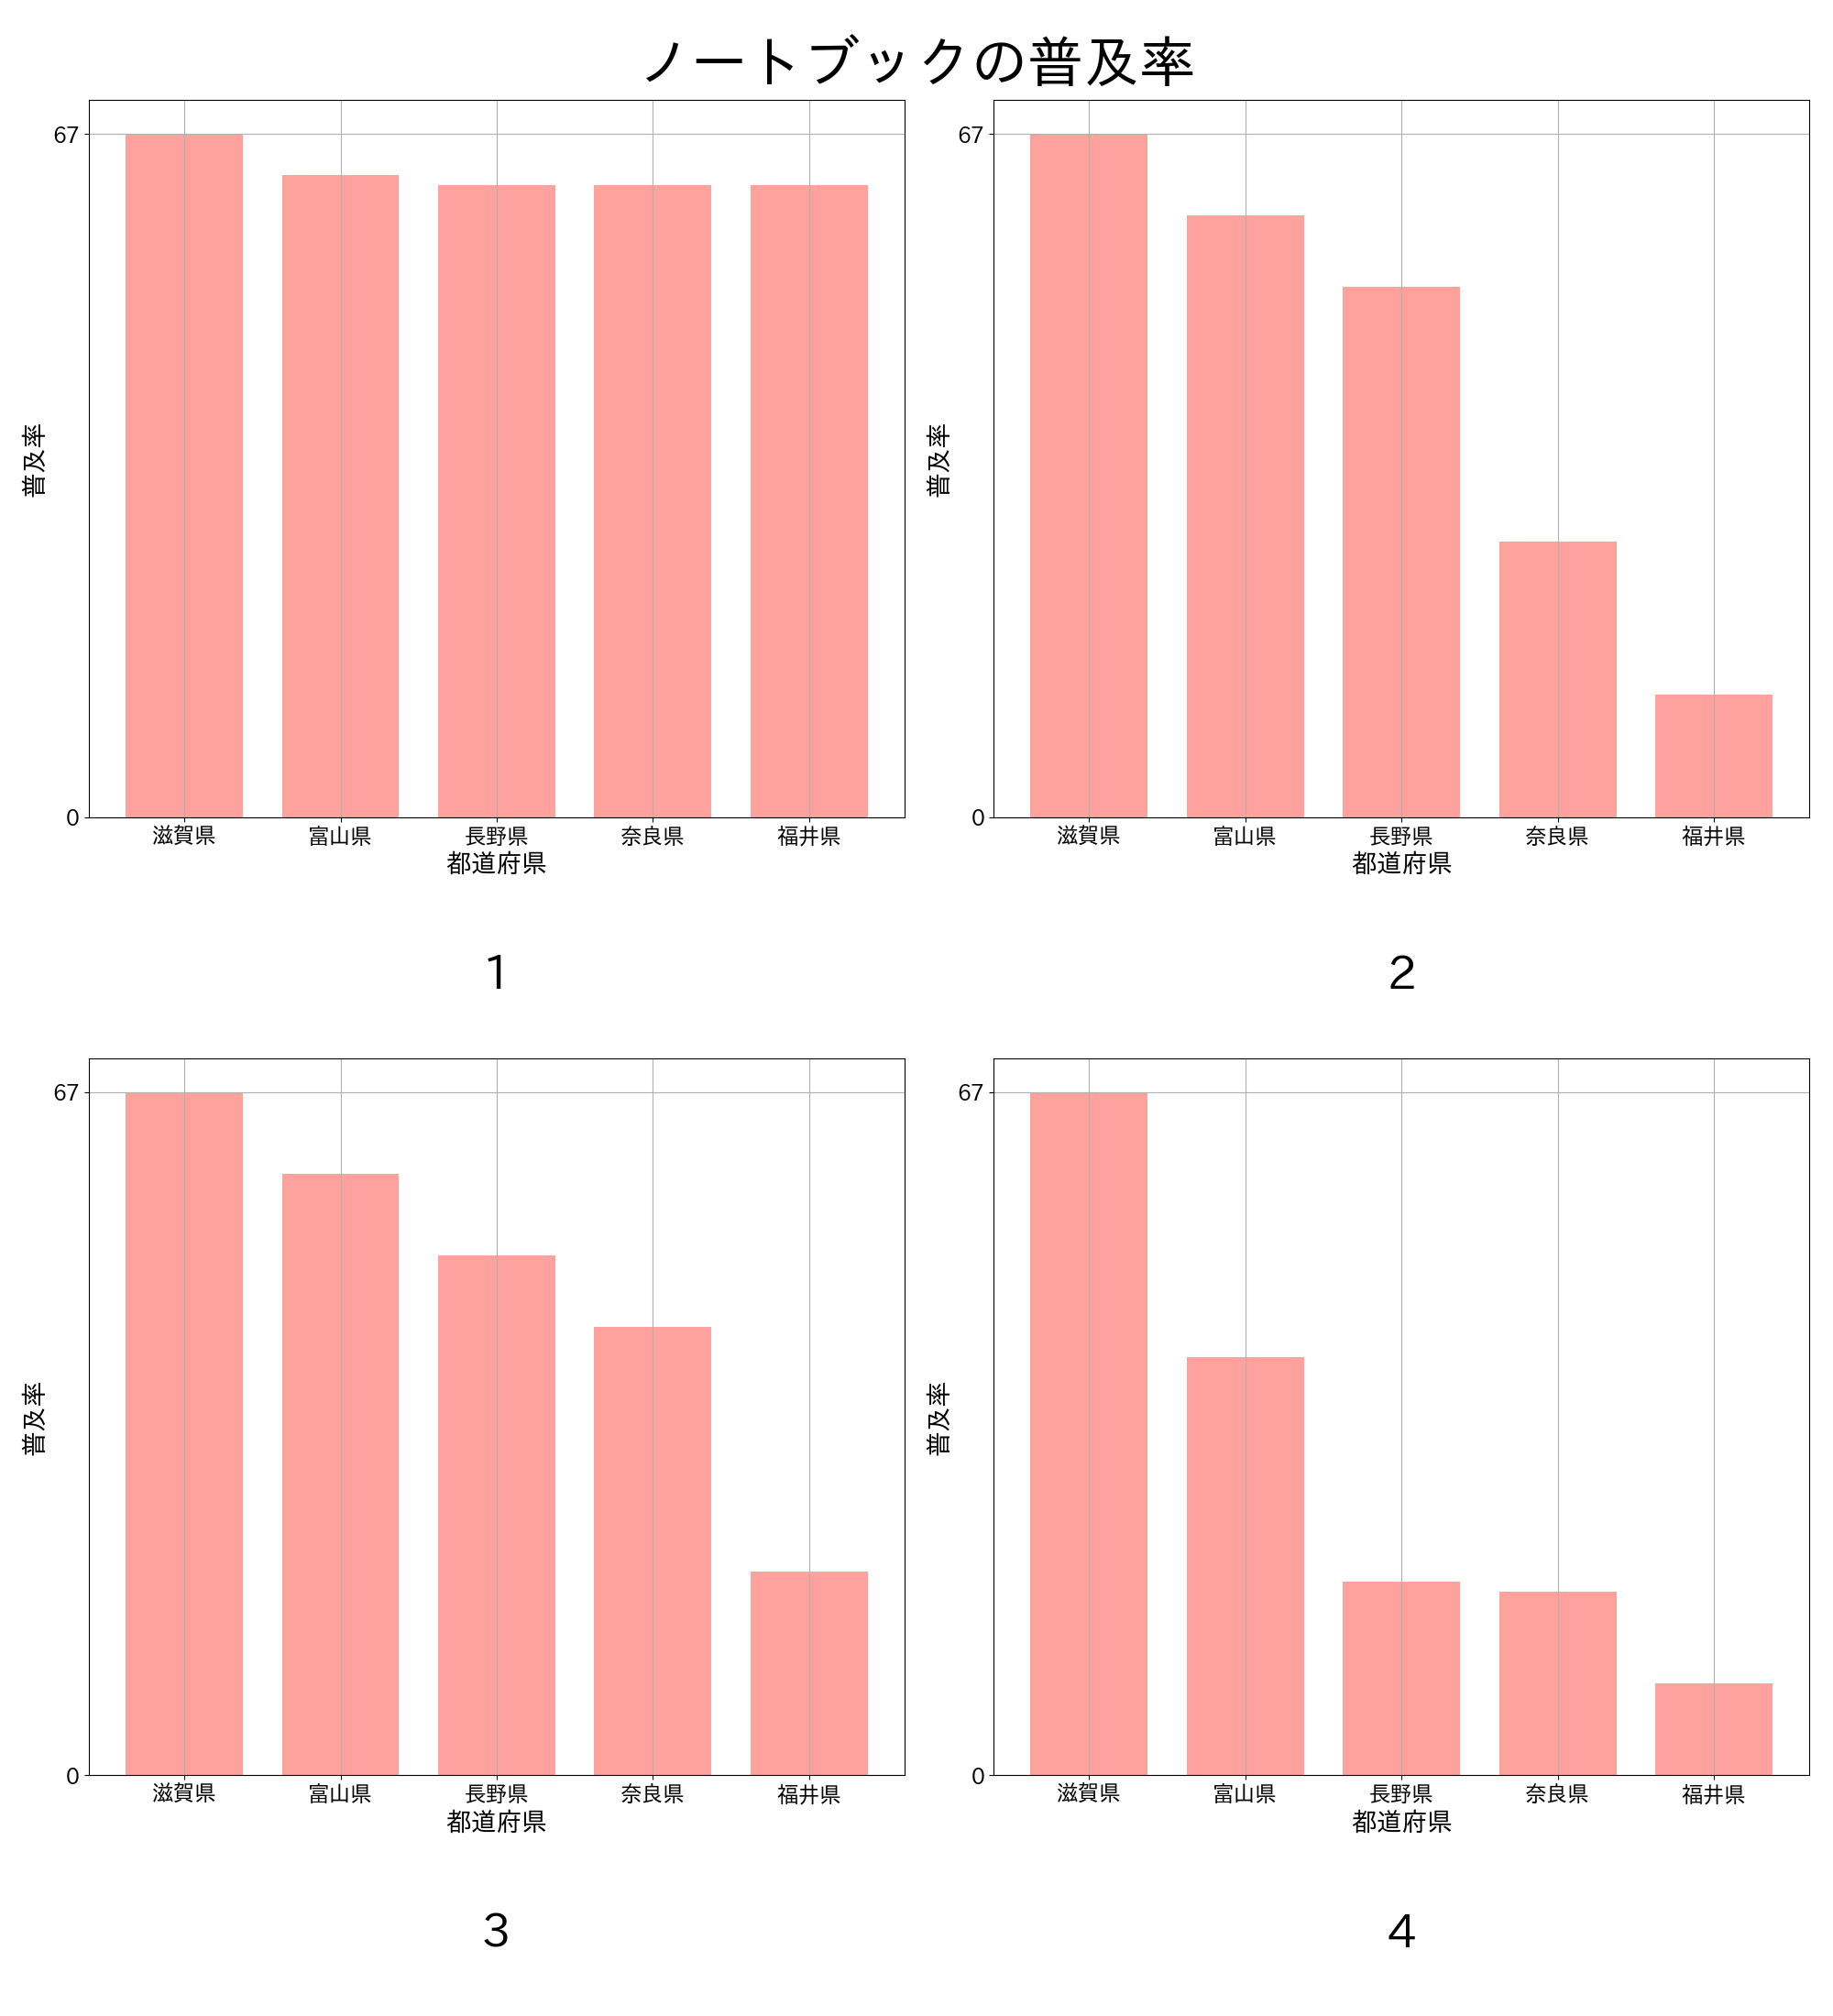 ノートブックの普及率
67
0
普及率
滋賀県 富山県 長野県 奈良県 福井県
都道府県
1
67
0
普及率
滋賀県 富山県 長野県 奈良県 福井県
都道府県
2
67
0
普及率
滋賀県 富山県 長野県 奈良県 福井県
都道府県
3
67
0
普及率
滋賀県 富山県 長野県 奈良県 福井県
都道府県
4